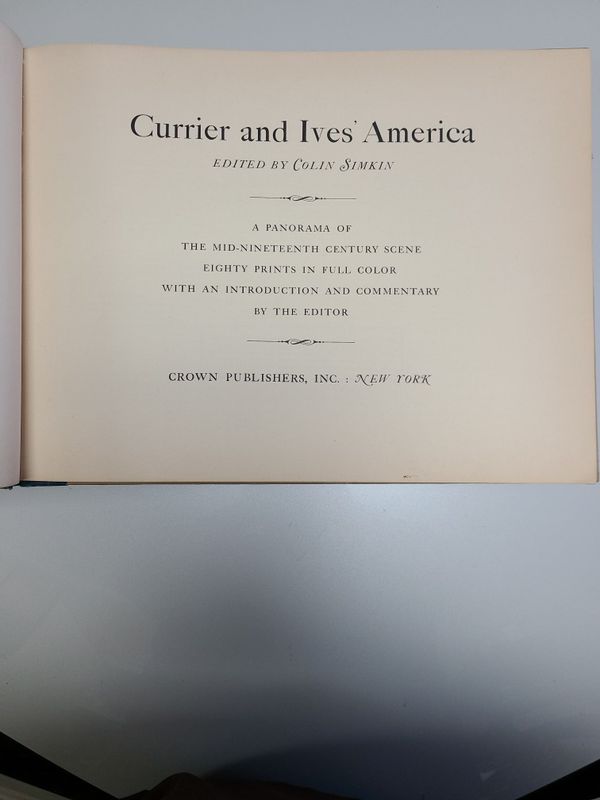 Currier and Ives' America
EDITED BY COLIN SIMKIN
A PANORAMA OF
THE MID-NINETEENTH CENTURY SCENE
EIGHTY PRINTS IN FULL COLOR
WITH AN INTRODUCTION AND COMMENTARY
BY THE EDITOR
CROWN PUBLISHERS, INC. : NEW YORK